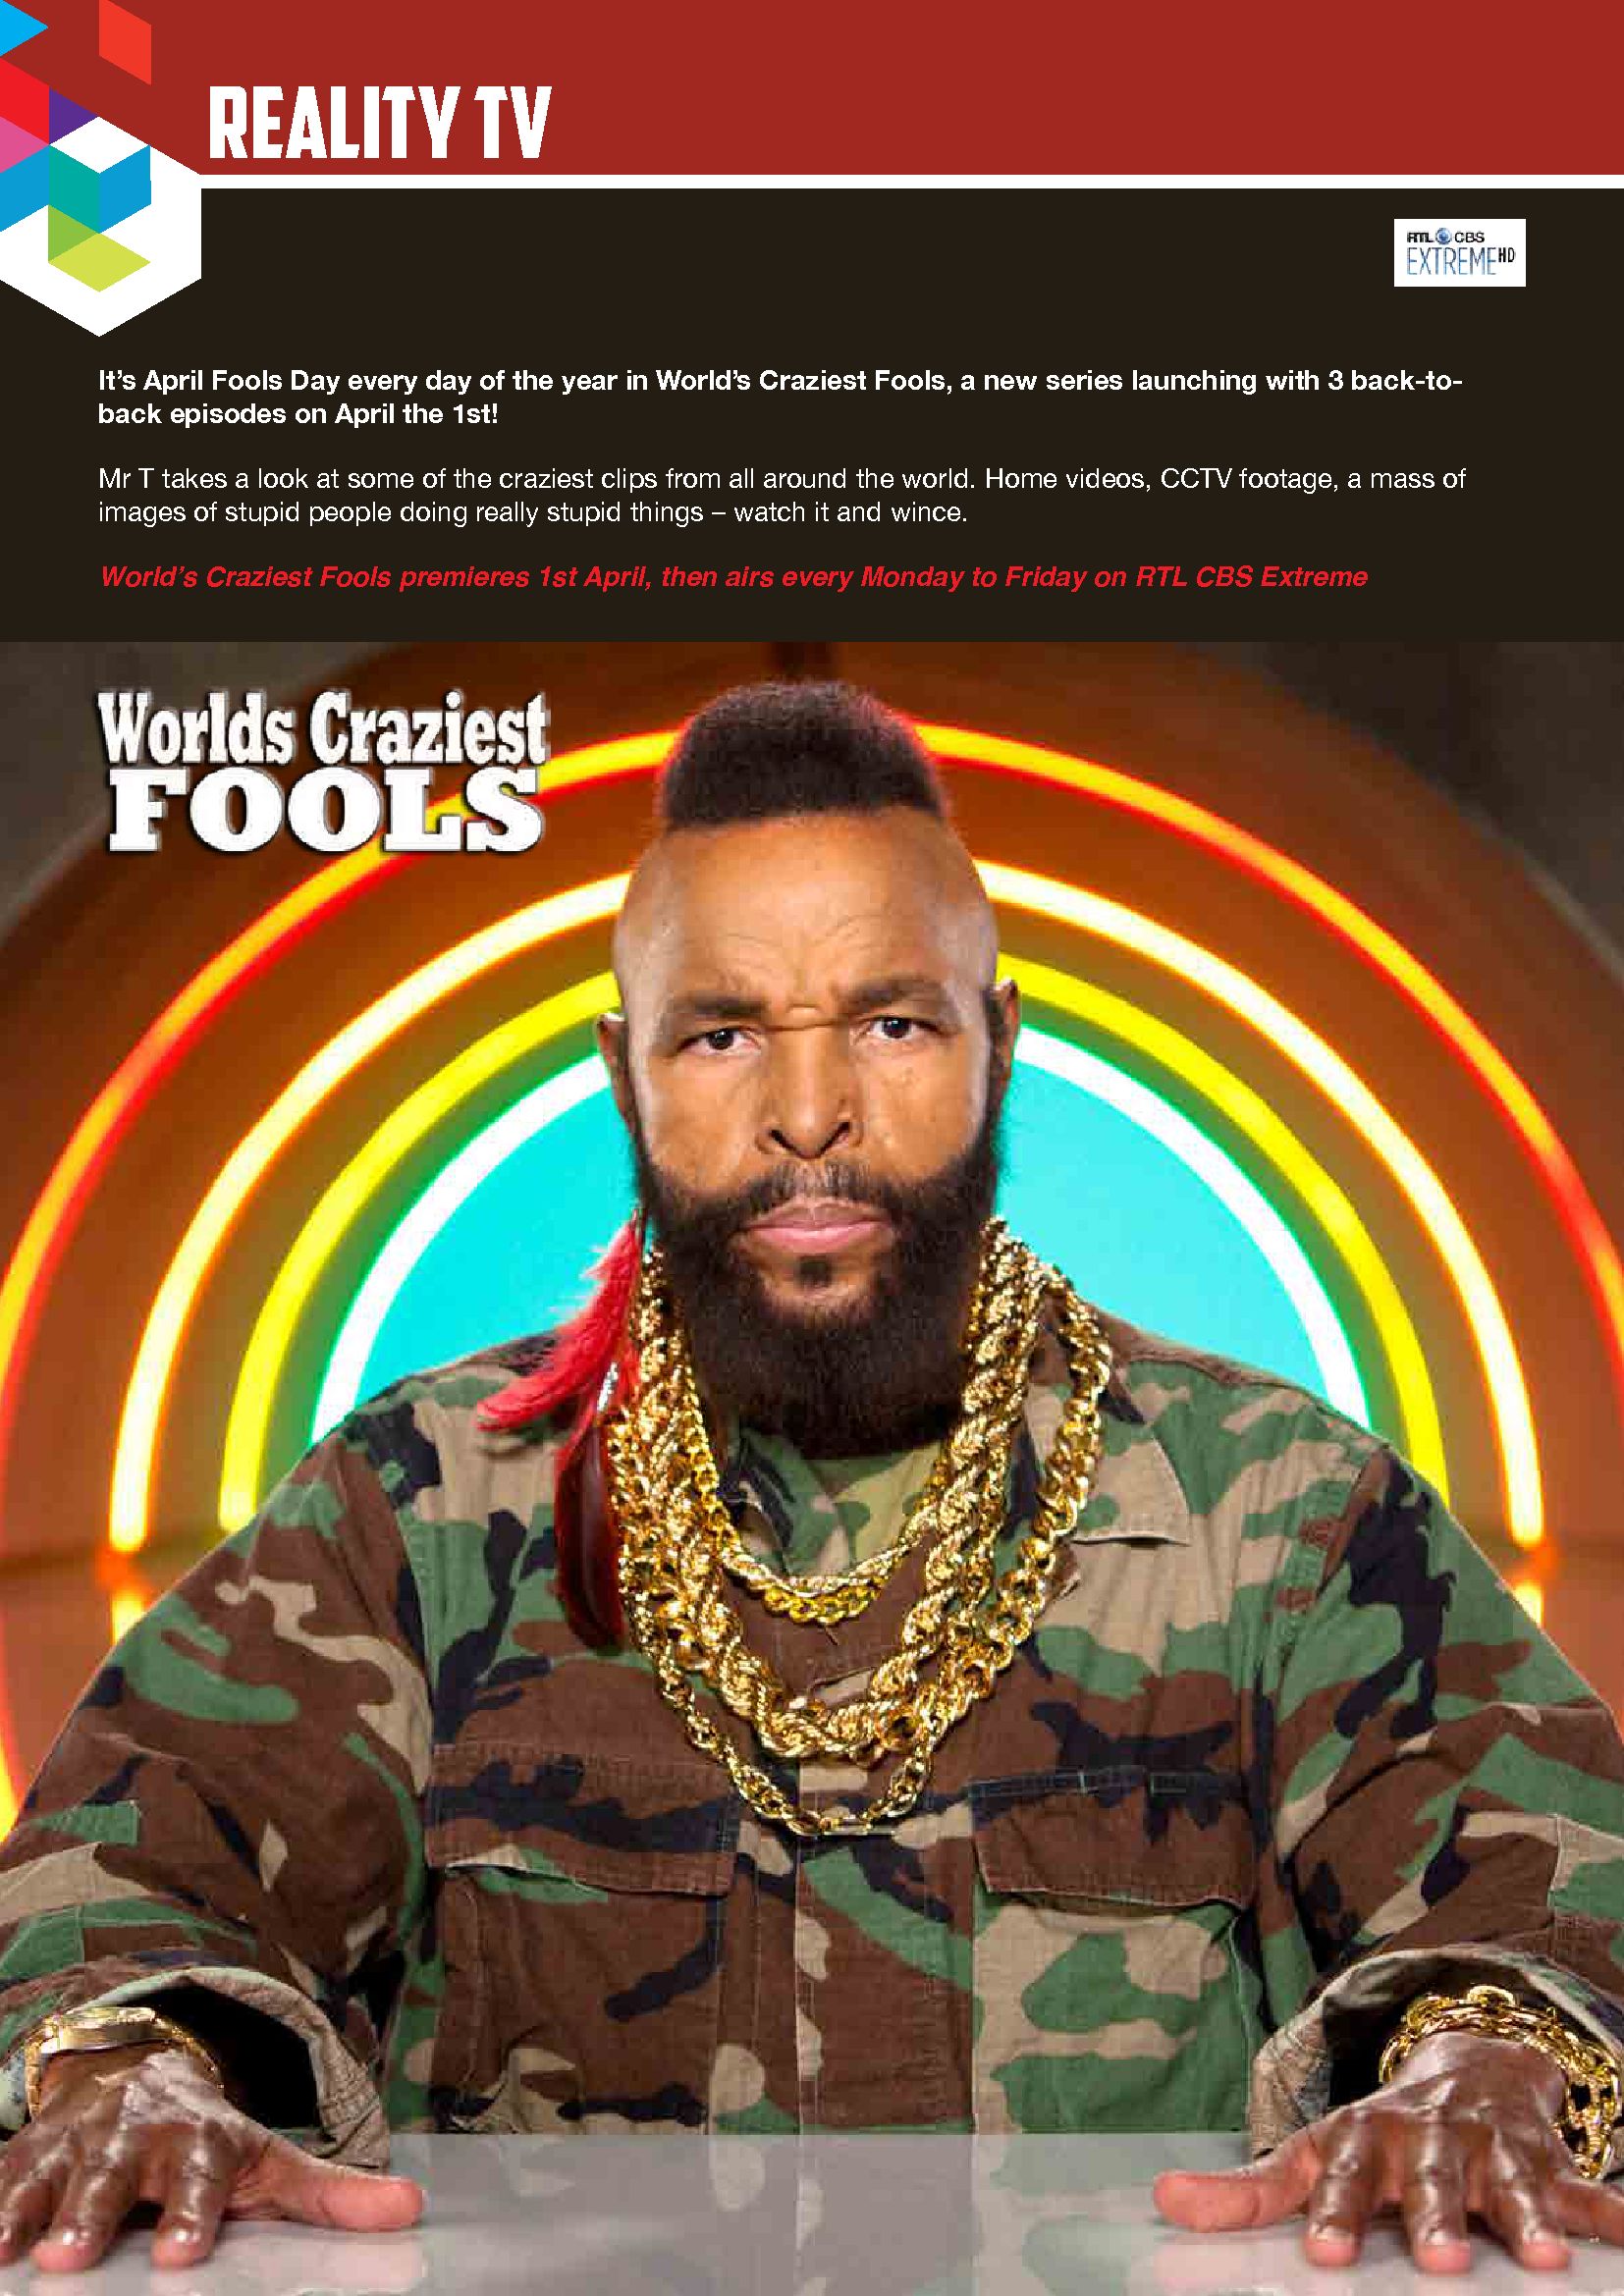 REALITY TV
RTL CBS
EXTREME HD
It's April Fools Day every day of the year in World's Craziest Fools, a new series launching with 3 back-to-
back episodes on April the 1st!
Mr T takes a look at some of the craziest clips from all around the world. Home videos, CCTV footage, a mass of
images of stupid people doing really stupid things – watch it and wince.
World's Craziest Fools premieres 1st April, then airs every Monday to Friday on RTL CBS Extreme
Worlds Craziest
FOOLS